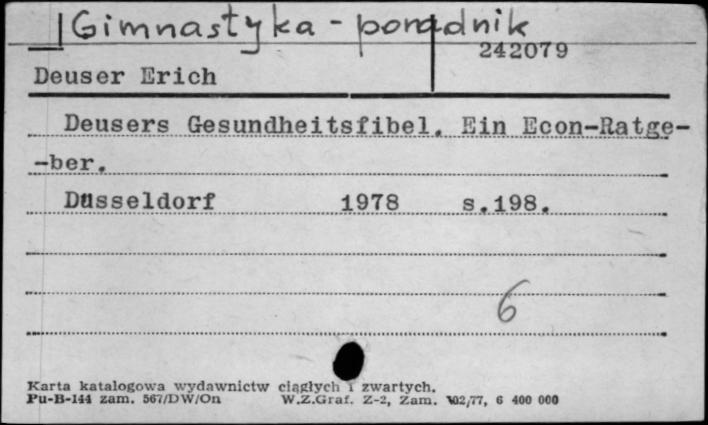 Gimnastyka - poradnik
242079
Deuser Erich
Deusers Gesundheitsfibel. Ein Econ-Ratge-
-ber.
Düsseldorf 1978 s.198.
6
Karta katalogowa wydawnictw ciągłych i zwartych.
Pu-B-144 zam. 567/DW/On W.Z.Graf. Z-2, Zam. 102/77, 6 400 000